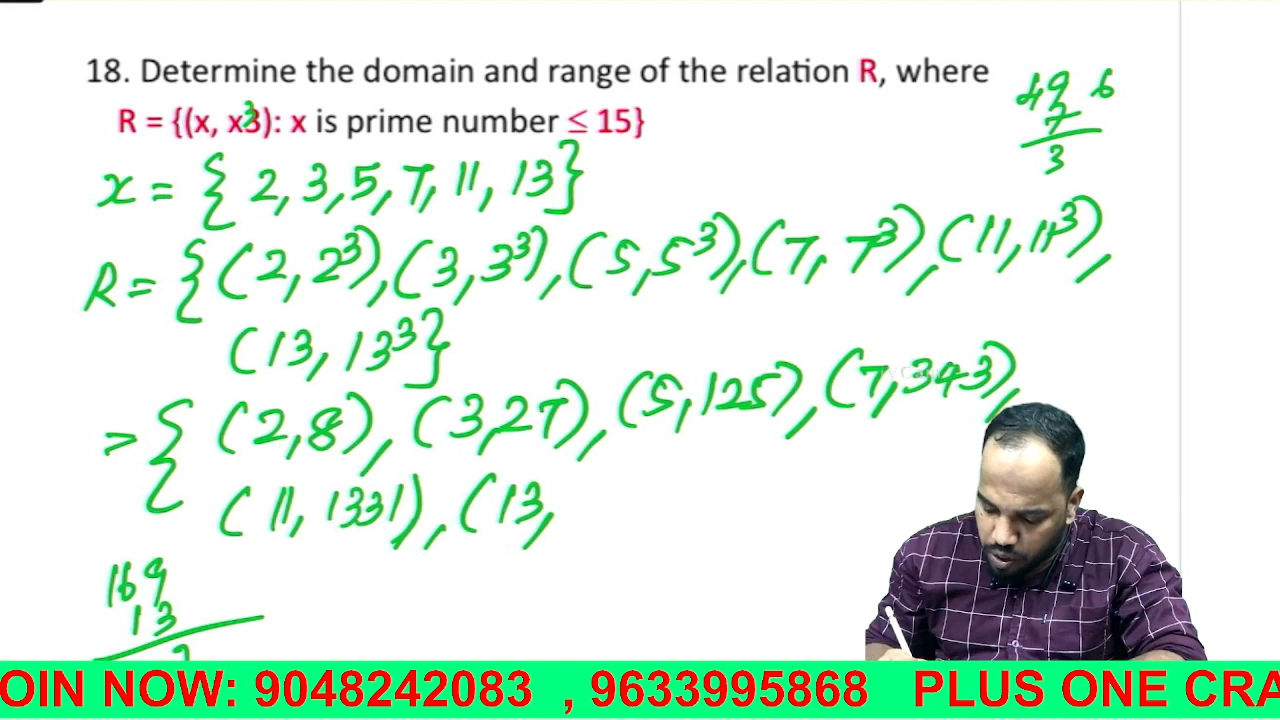 18. Determine the domain and range of the relation R, where
R = {(x, x³): x is prime number ≤ 15}
49 6
7
3
x = { 2, 3, 5, 7, 11, 13}
R = { (2, 2³), (3, 3³), (5, 5³), (7, 7³), (11, 11³),
(13, 13³}
= { (2,8), (3,27), (5,125), (7,343),
(11, 1331), (13,
169
13
OIN NOW: 9048242083 , 9633995868 PLUS ONE CRA